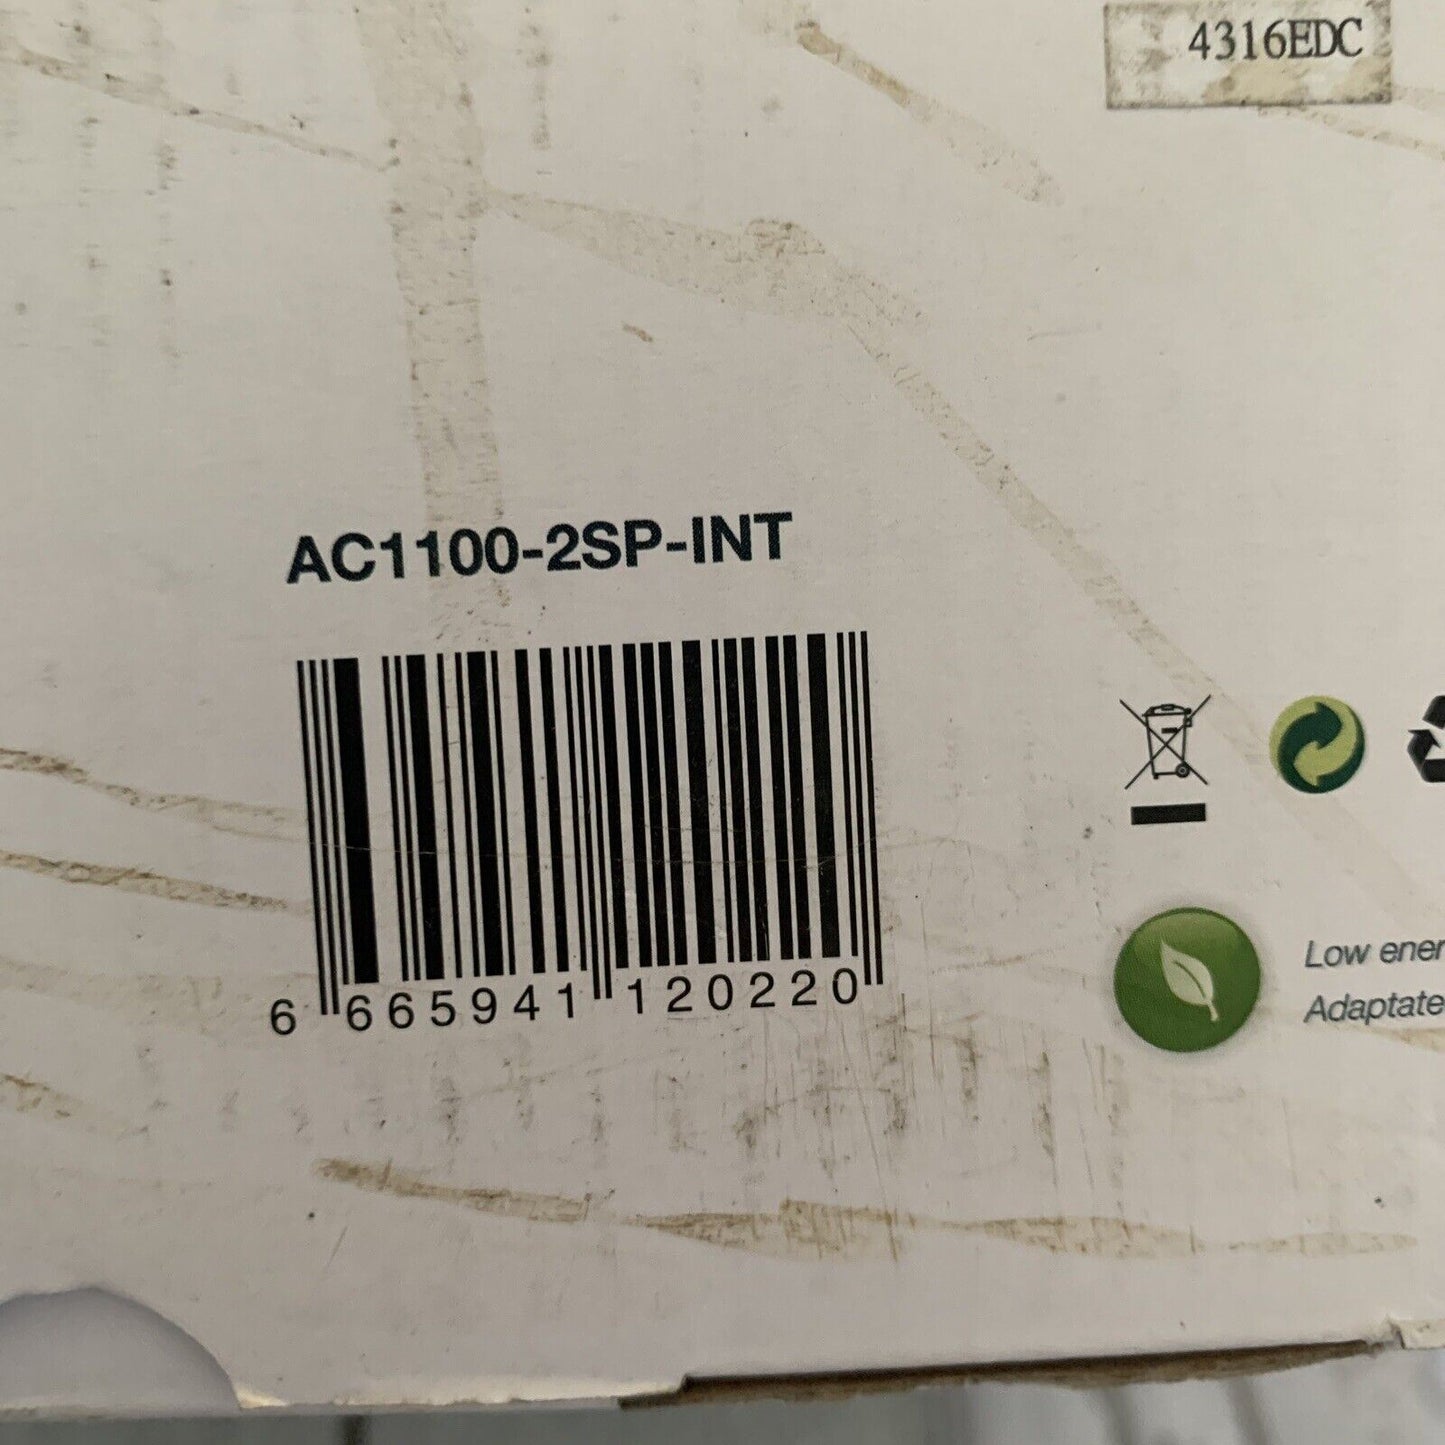 4316EDC
AC1100-2SP-INT
6 665941 120220
Low ener
Adaptate